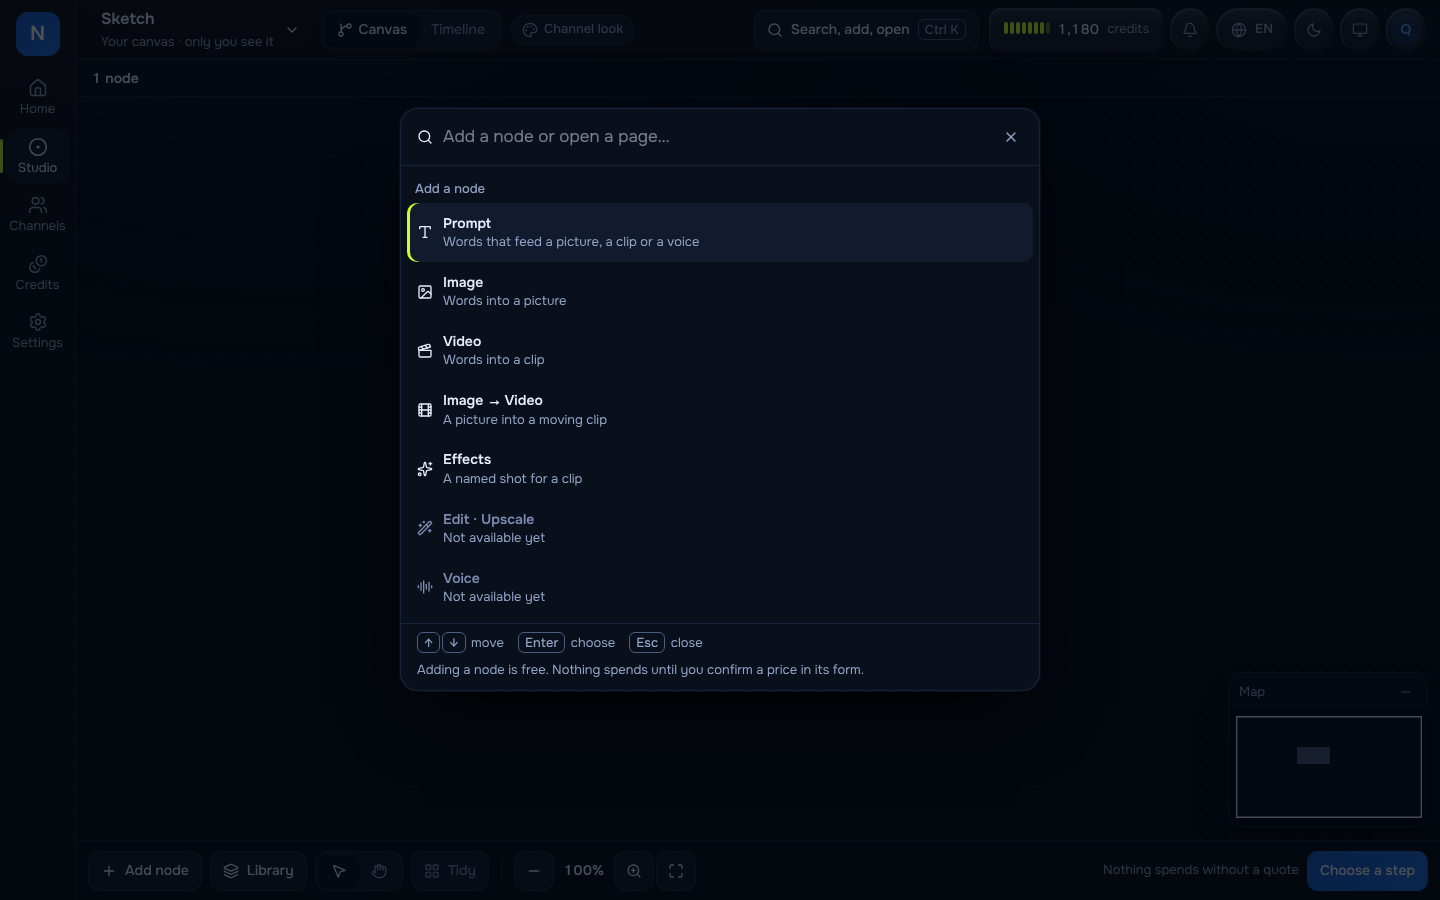 N
Sketch
Your canvas · only you see it
Canvas
Timeline
Channel look
Search, add, open
Ctrl K
1,180 credits
EN
Q
1 node
Home
Studio
Channels
Credits
Settings
Add a node or open a page...
Add a node
Prompt
Words that feed a picture, a clip or a voice
Image
Words into a picture
Video
Words into a clip
Image → Video
A picture into a moving clip
Effects
A named shot for a clip
Edit · Upscale
Not available yet
Voice
Not available yet
↑ ↓ move Enter choose Esc close
Adding a node is free. Nothing spends until you confirm a price in its form.
Map
Add node
Library
Tidy
100%
Nothing spends without a quote
Choose a step